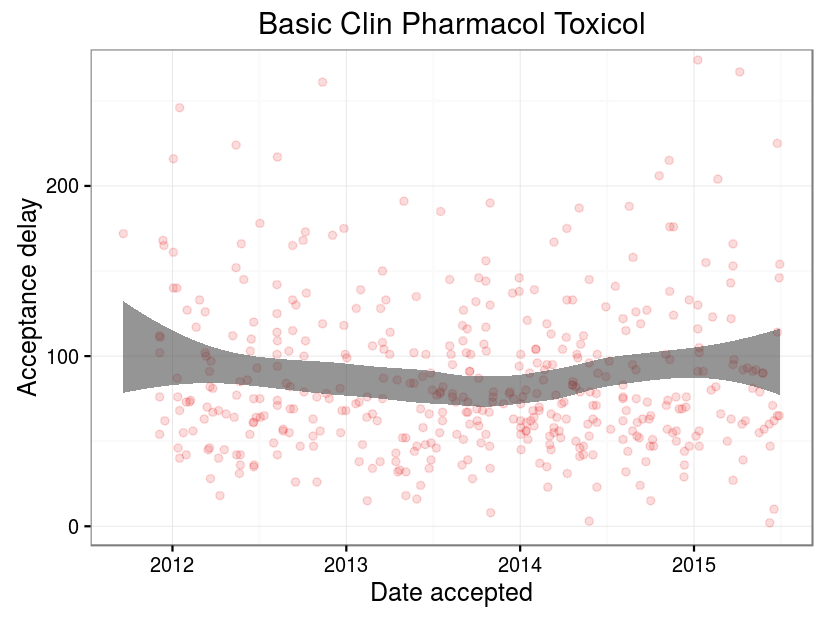 Basic Clin Pharmacol Toxicol
Acceptance delay
200
100
0
2012 2013 2014 2015
Date accepted